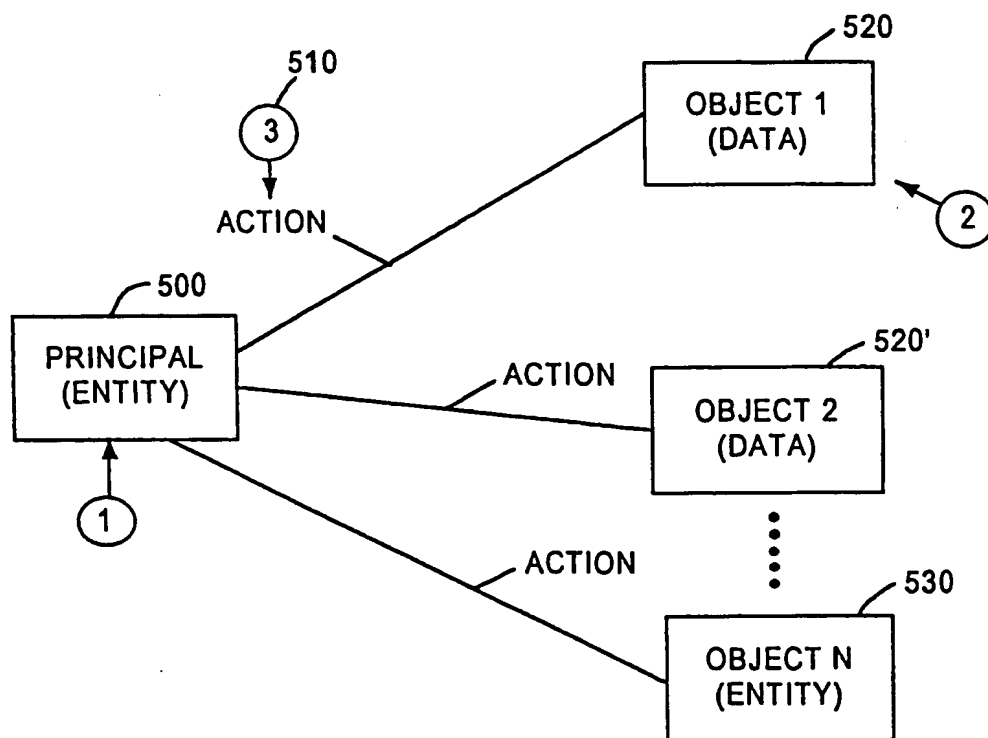 520
510
OBJECT 1
(DATA)
3
2
ACTION
500
PRINCIPAL
(ENTITY)
520'
ACTION
OBJECT 2
(DATA)
1
ACTION
530
OBJECT N
(ENTITY)